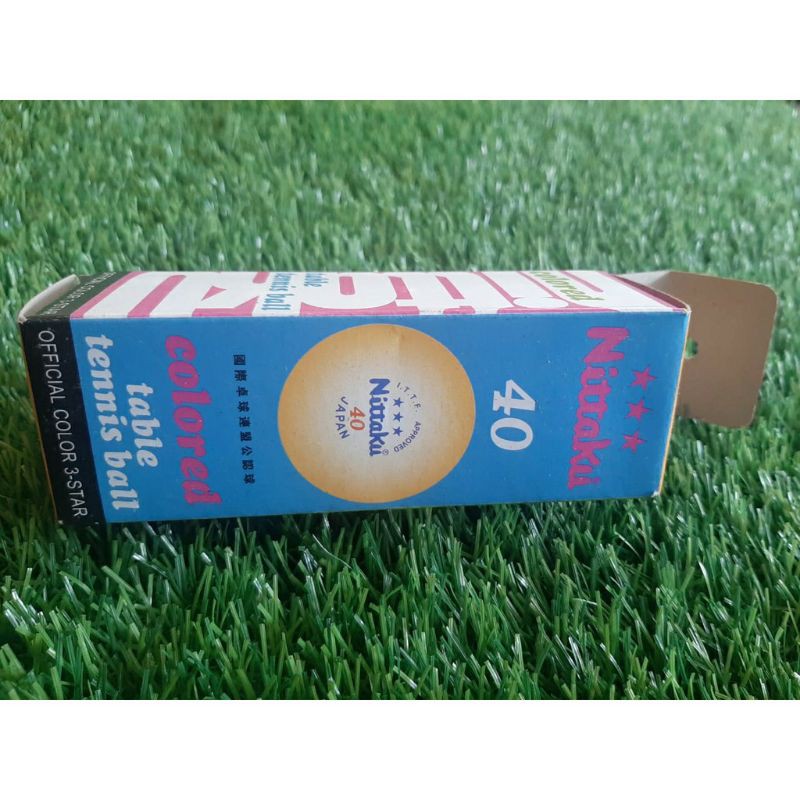 ★★★
Nittaku
40
I.T.T.F. APPROVED
★★★
Nittaku®
40
JAPAN
國際卓球連盟公認球
colored
table
tennis ball
OFFICIAL COLOR 3-STAR
colored
table
tennis ball